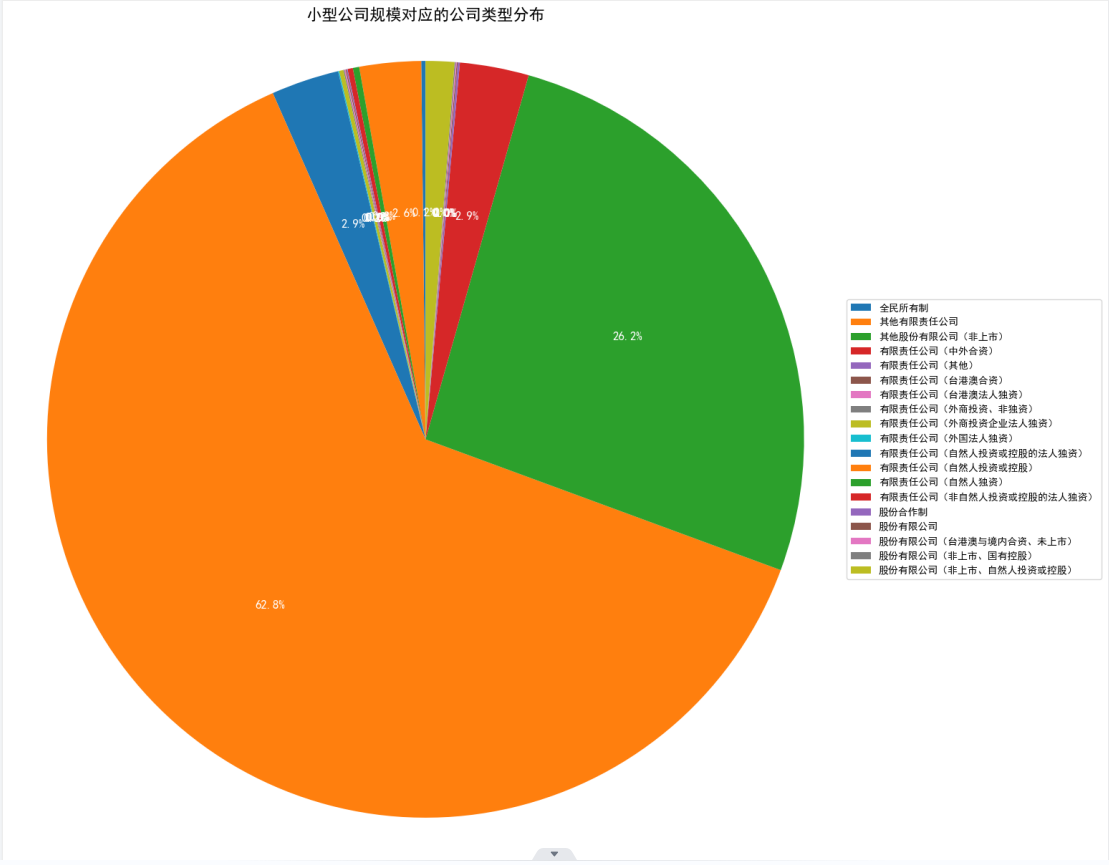 小型公司规模对应的公司类型分布
2.9%
2.6%
0.2%
0.0%
2.9%
26.2%
62.8%
全民所有制
其他有限责任公司
其他股份有限公司（非上市）
有限责任公司（中外合资）
有限责任公司（其他）
有限责任公司（台港澳合资）
有限责任公司（台港澳法人独资）
有限责任公司（外商投资、非独资）
有限责任公司（外商投资企业法人独资）
有限责任公司（外国法人独资）
有限责任公司（自然人投资或控股的法人独资）
有限责任公司（自然人投资或控股）
有限责任公司（自然人独资）
有限责任公司（非自然人投资或控股的法人独资）
股份合作制
股份有限公司
股份有限公司（台港澳与境内合资、未上市）
股份有限公司（非上市、国有控股）
股份有限公司（非上市、自然人投资或控股）